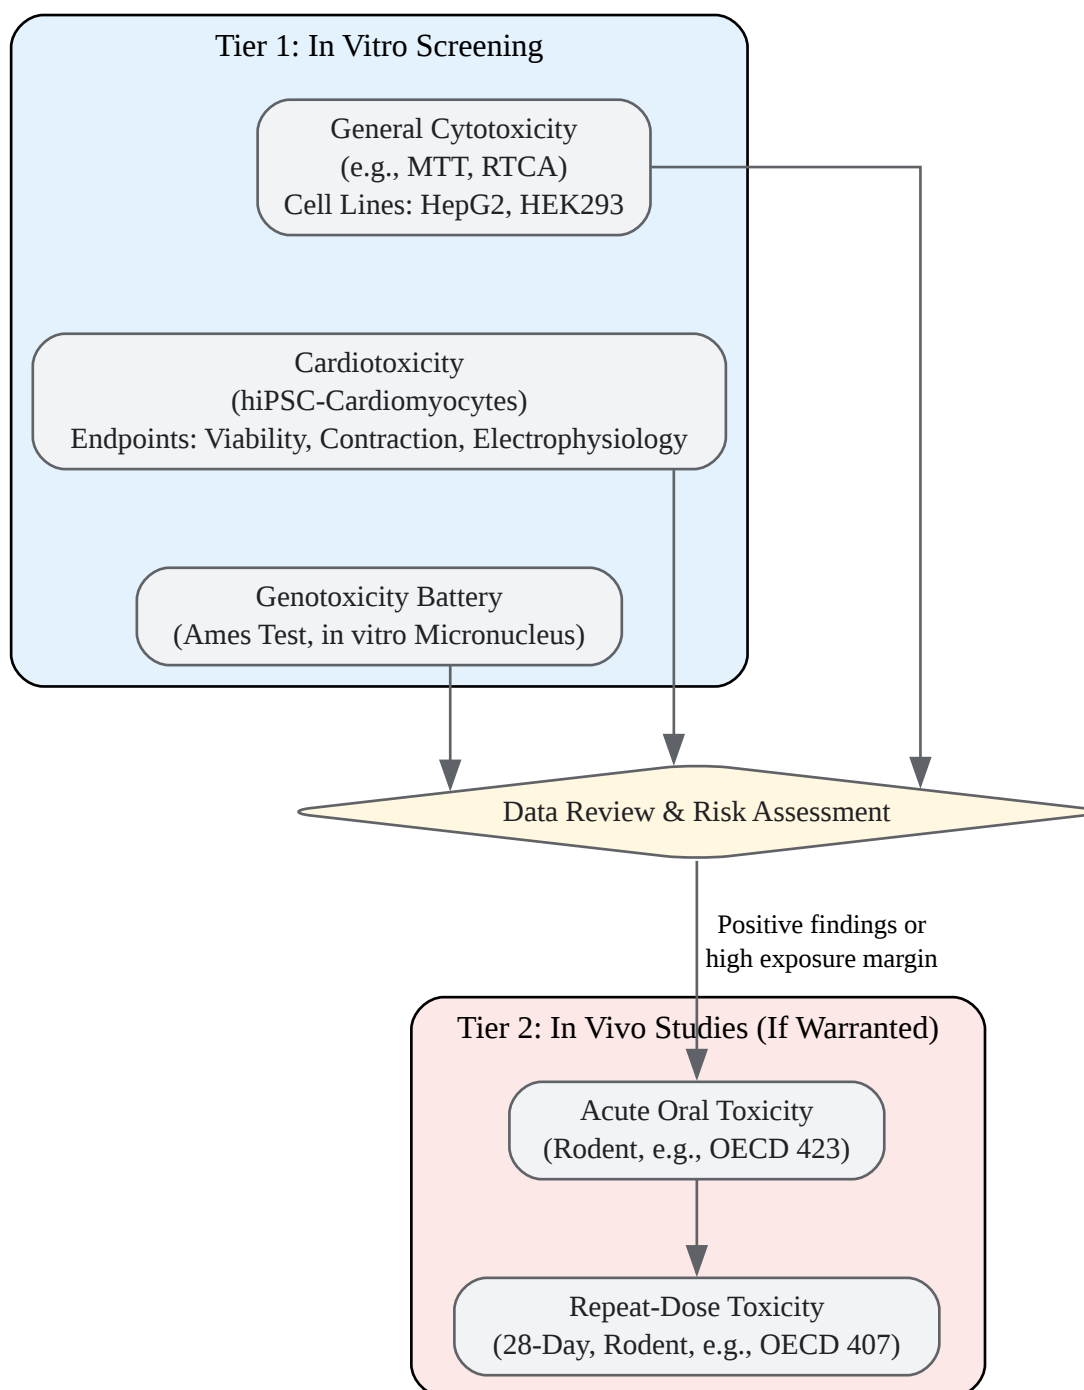 Tier 1: In Vitro Screening
General Cytotoxicity
(e.g., MTT, RTCA)
Cell Lines: HepG2, HEK293
Cardiotoxicity
(hiPSC-Cardiomyocytes)
Endpoints: Viability, Contraction, Electrophysiology
Genotoxicity Battery
(Ames Test, in vitro Micronucleus)
Data Review & Risk Assessment
Positive findings or
high exposure margin
Tier 2: In Vivo Studies (If Warranted)
Acute Oral Toxicity
(Rodent, e.g., OECD 423)
Repeat-Dose Toxicity
(28-Day, Rodent, e.g., OECD 407)